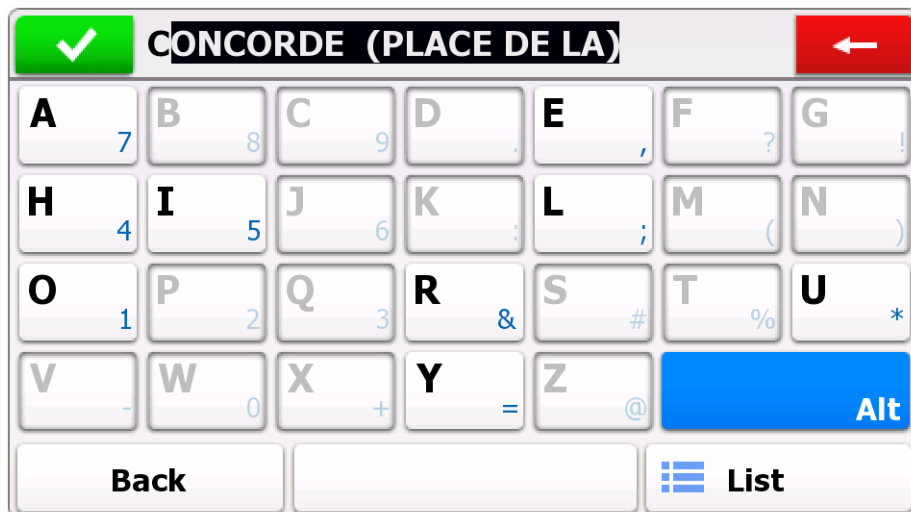 CONCORDE (PLACE DE LA)
A 7 B 8 C 9 D . E , F ? G !
H 4 I 5 J 6 K : L ; M ( N )
O 1 P 2 Q 3 R & S # T % U *
V - W 0 X + Y = Z @ Alt
Back List